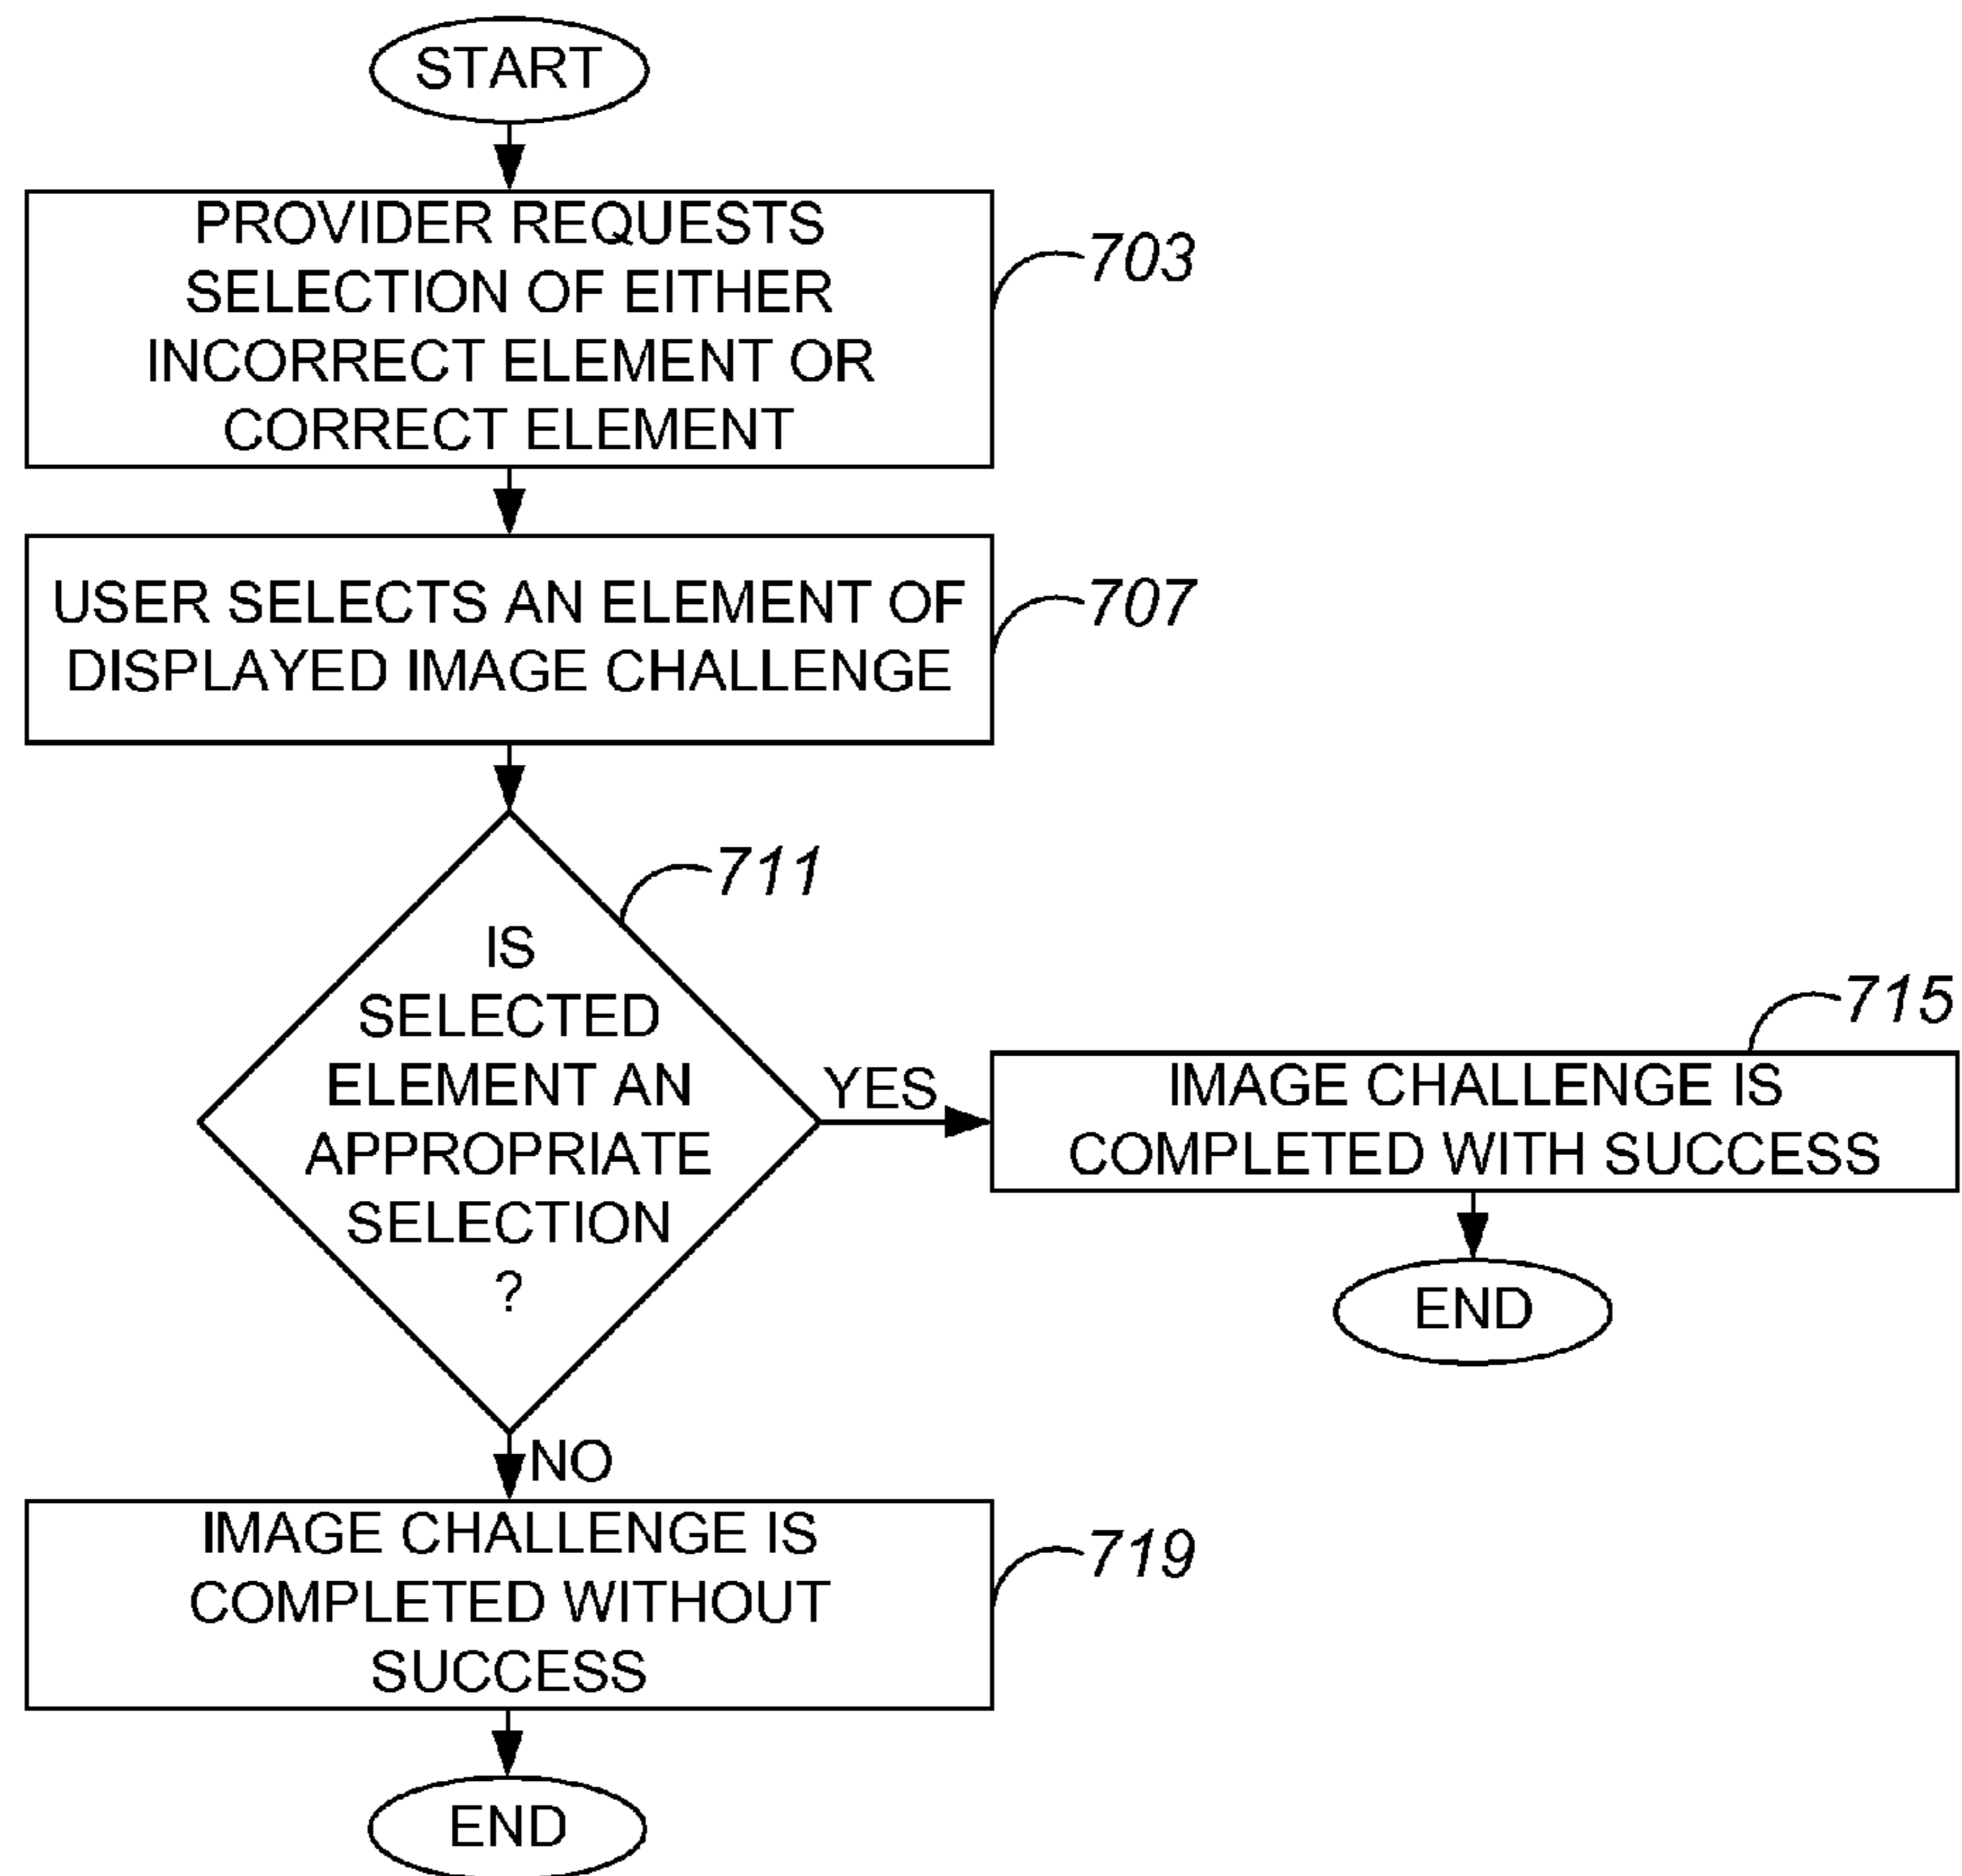 START
PROVIDER REQUESTS
SELECTION OF EITHER
INCORRECT ELEMENT OR
CORRECT ELEMENT
703
USER SELECTS AN ELEMENT OF
DISPLAYED IMAGE CHALLENGE
707
711
IS
SELECTED
ELEMENT AN
APPROPRIATE
SELECTION
?
YES
715
IMAGE CHALLENGE IS
COMPLETED WITH SUCCESS
END
NO
IMAGE CHALLENGE IS
COMPLETED WITHOUT
SUCCESS
719
END